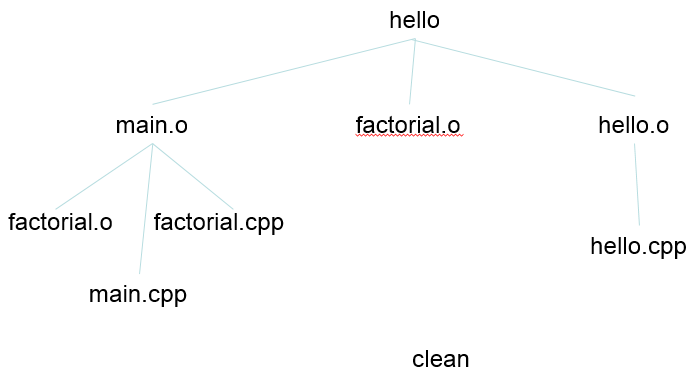 hello
main.o
factorial.o
hello.o
factorial.o
factorial.cpp
hello.cpp
main.cpp
clean